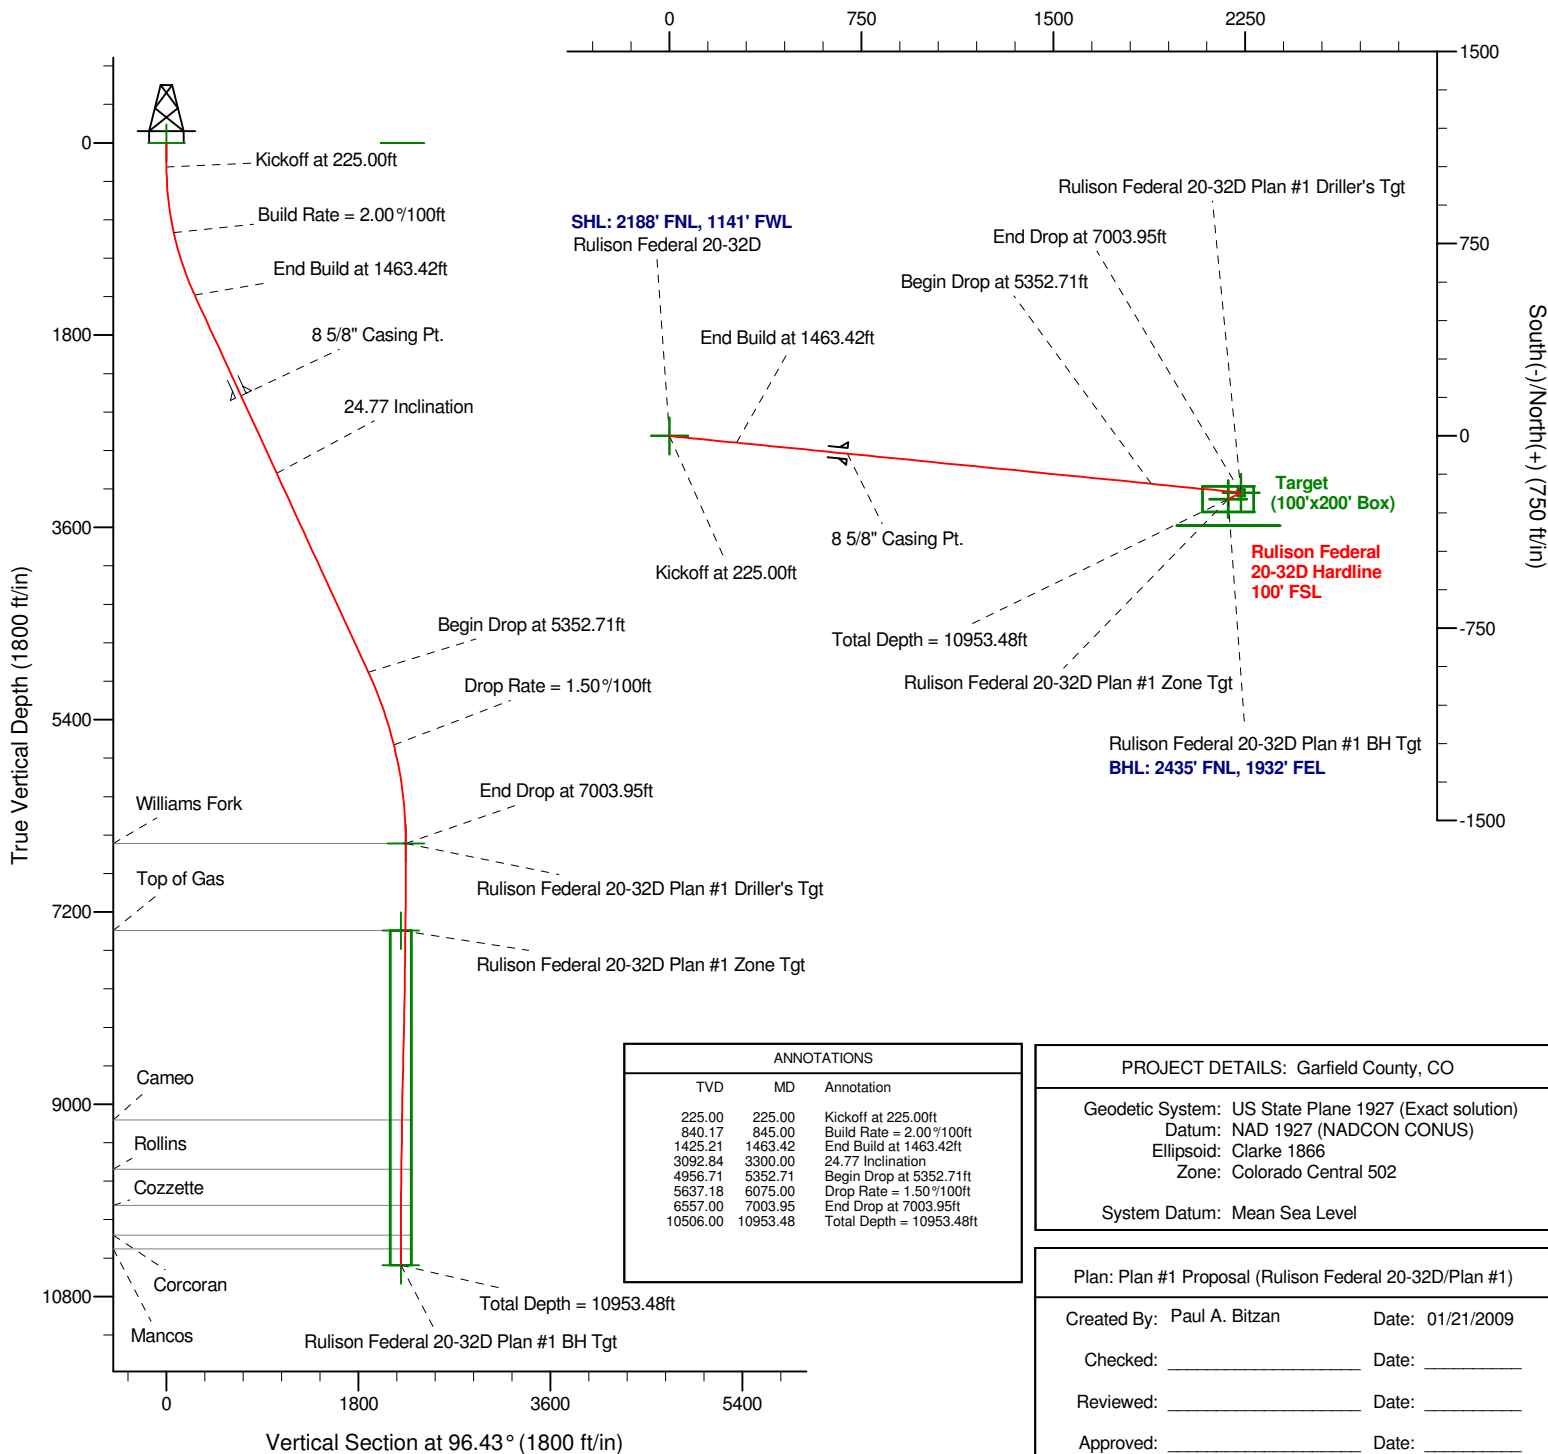 0 750 1500 2250
1500
750
0
-750
-1500
South(-)/North(+) (750 ft/in)
0
1800
3600
5400
7200
9000
10800
True Vertical Depth (1800 ft/in)
Kickoff at 225.00ft
Build Rate = 2.00°/100ft
End Build at 1463.42ft
8 5/8" Casing Pt.
24.77 Inclination
Begin Drop at 5352.71ft
Drop Rate = 1.50°/100ft
End Drop at 7003.95ft
Rulison Federal 20-32D Plan #1 Driller's Tgt
Rulison Federal 20-32D Plan #1 Zone Tgt
Total Depth = 10953.48ft
Rulison Federal 20-32D Plan #1 BH Tgt
Williams Fork
Top of Gas
Cameo
Rollins
Cozzette
Corcoran
Mancos
0 1800 3600 5400
Vertical Section at 96.43° (1800 ft/in)
SHL: 2188' FNL, 1141' FWL
Rulison Federal 20-32D
End Build at 1463.42ft
Rulison Federal 20-32D Plan #1 Driller's Tgt
End Drop at 7003.95ft
Begin Drop at 5352.71ft
8 5/8" Casing Pt.
Kickoff at 225.00ft
Target
(100'x200' Box)
Rulison Federal
20-32D Hardline
100' FSL
Total Depth = 10953.48ft
Rulison Federal 20-32D Plan #1 Zone Tgt
Rulison Federal 20-32D Plan #1 BH Tgt
BHL: 2435' FNL, 1932' FEL
ANNOTATIONS
TVD MD Annotation
225.00 225.00 Kickoff at 225.00ft
840.17 845.00 Build Rate = 2.00°/100ft
1425.21 1463.42 End Build at 1463.42ft
3092.84 3300.00 24.77 Inclination
4956.71 5352.71 Begin Drop at 5352.71ft
5637.18 6075.00 Drop Rate = 1.50°/100ft
6557.00 7003.95 End Drop at 7003.95ft
10506.00 10953.48 Total Depth = 10953.48ft
PROJECT DETAILS: Garfield County, CO
Geodetic System: US State Plane 1927 (Exact solution)
Datum: NAD 1927 (NADCON CONUS)
Ellipsoid: Clarke 1866
Zone: Colorado Central 502
System Datum: Mean Sea Level
Plan: Plan #1 Proposal (Rulison Federal 20-32D/Plan #1)
Created By: Paul A. Bitzan Date: 01/21/2009
Checked: ____________________ Date: __________
Reviewed: ____________________ Date: __________
Approved: ____________________ Date: __________